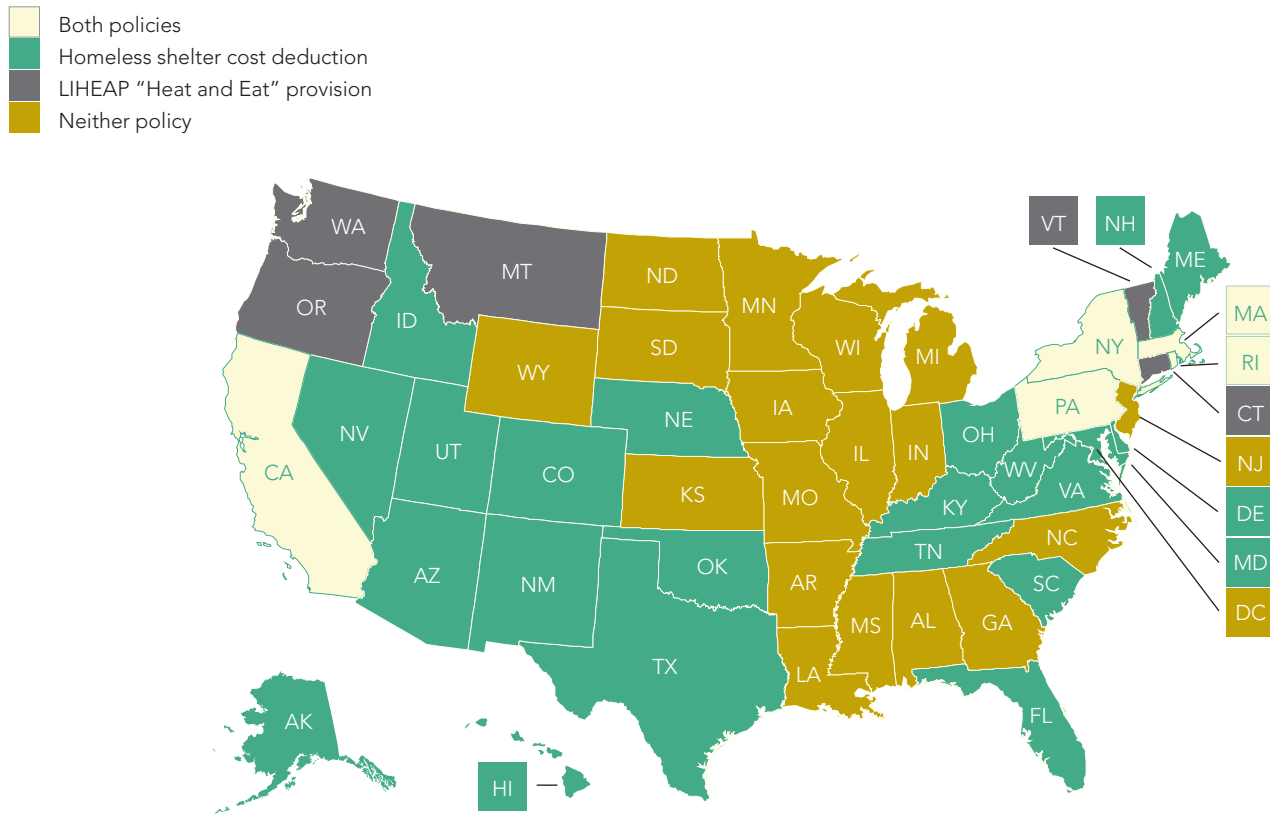 Both policies
Homeless shelter cost deduction
LIHEAP “Heat and Eat” provision
Neither policy
VT
NH
WA
ME
MT
ND
OR
MN
MA
ID
SD
WI
NY
MI
RI
WY
PA
IA
CT
NE
NV
OH
UT
IL
IN
NJ
CA
CO
WV
VA
KS
MO
KY
DE
NC
TN
MD
OK
AZ
NM
AR
SC
DC
MS
AL
GA
TX
LA
FL
AK
HI